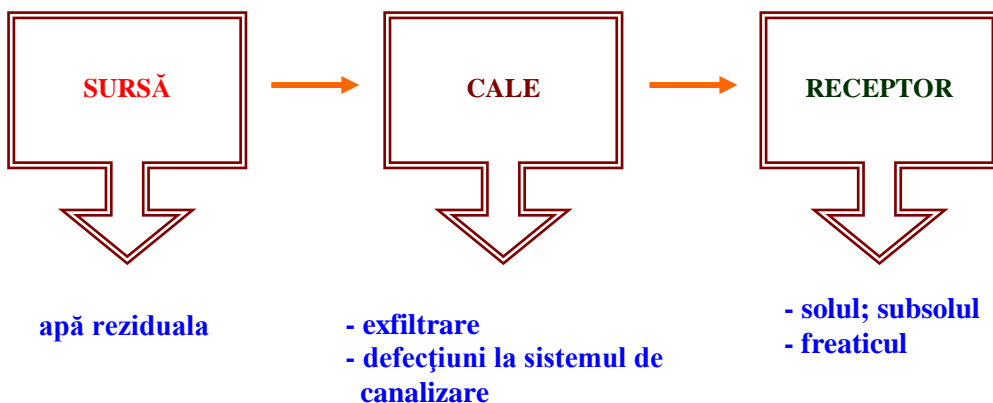 SURSĂ
CALE
RECEPTOR
apă reziduala
- exfiltrare
- defecţiuni la sistemul de
canalizare
- solul; subsolul
- freaticul